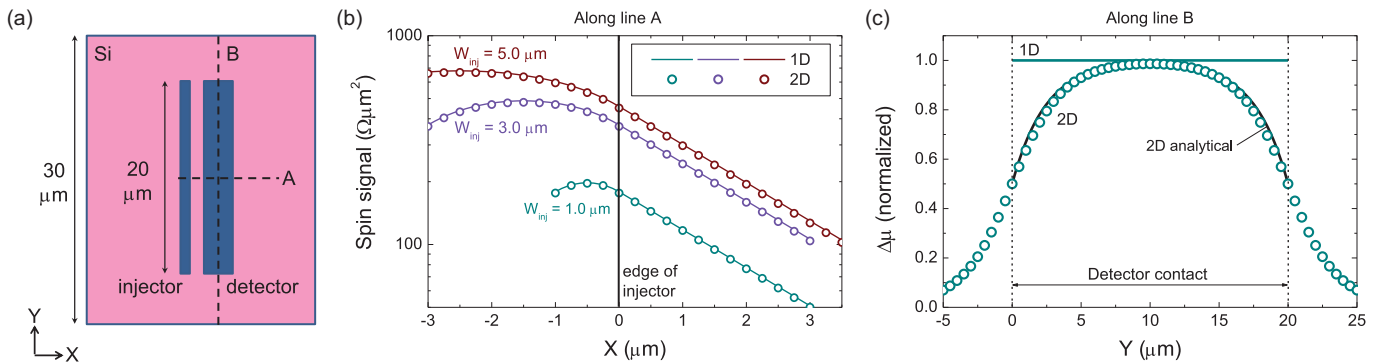 (a)
Si
B
30
μm
20
μm
A
injector
detector
Y
X
(b)
Along line A
Spin signal (Ωμm²)
1000
100
W_inj = 5.0 μm
W_inj = 3.0 μm
W_inj = 1.0 μm
1D
2D
edge of
injector
-3 -2 -1 0 1 2 3
X (μm)
(c)
Along line B
Δμ (normalized)
1.0
0.8
0.6
0.4
0.2
0.0
1D
2D
2D analytical
Detector contact
-5 0 5 10 15 20 25
Y (μm)